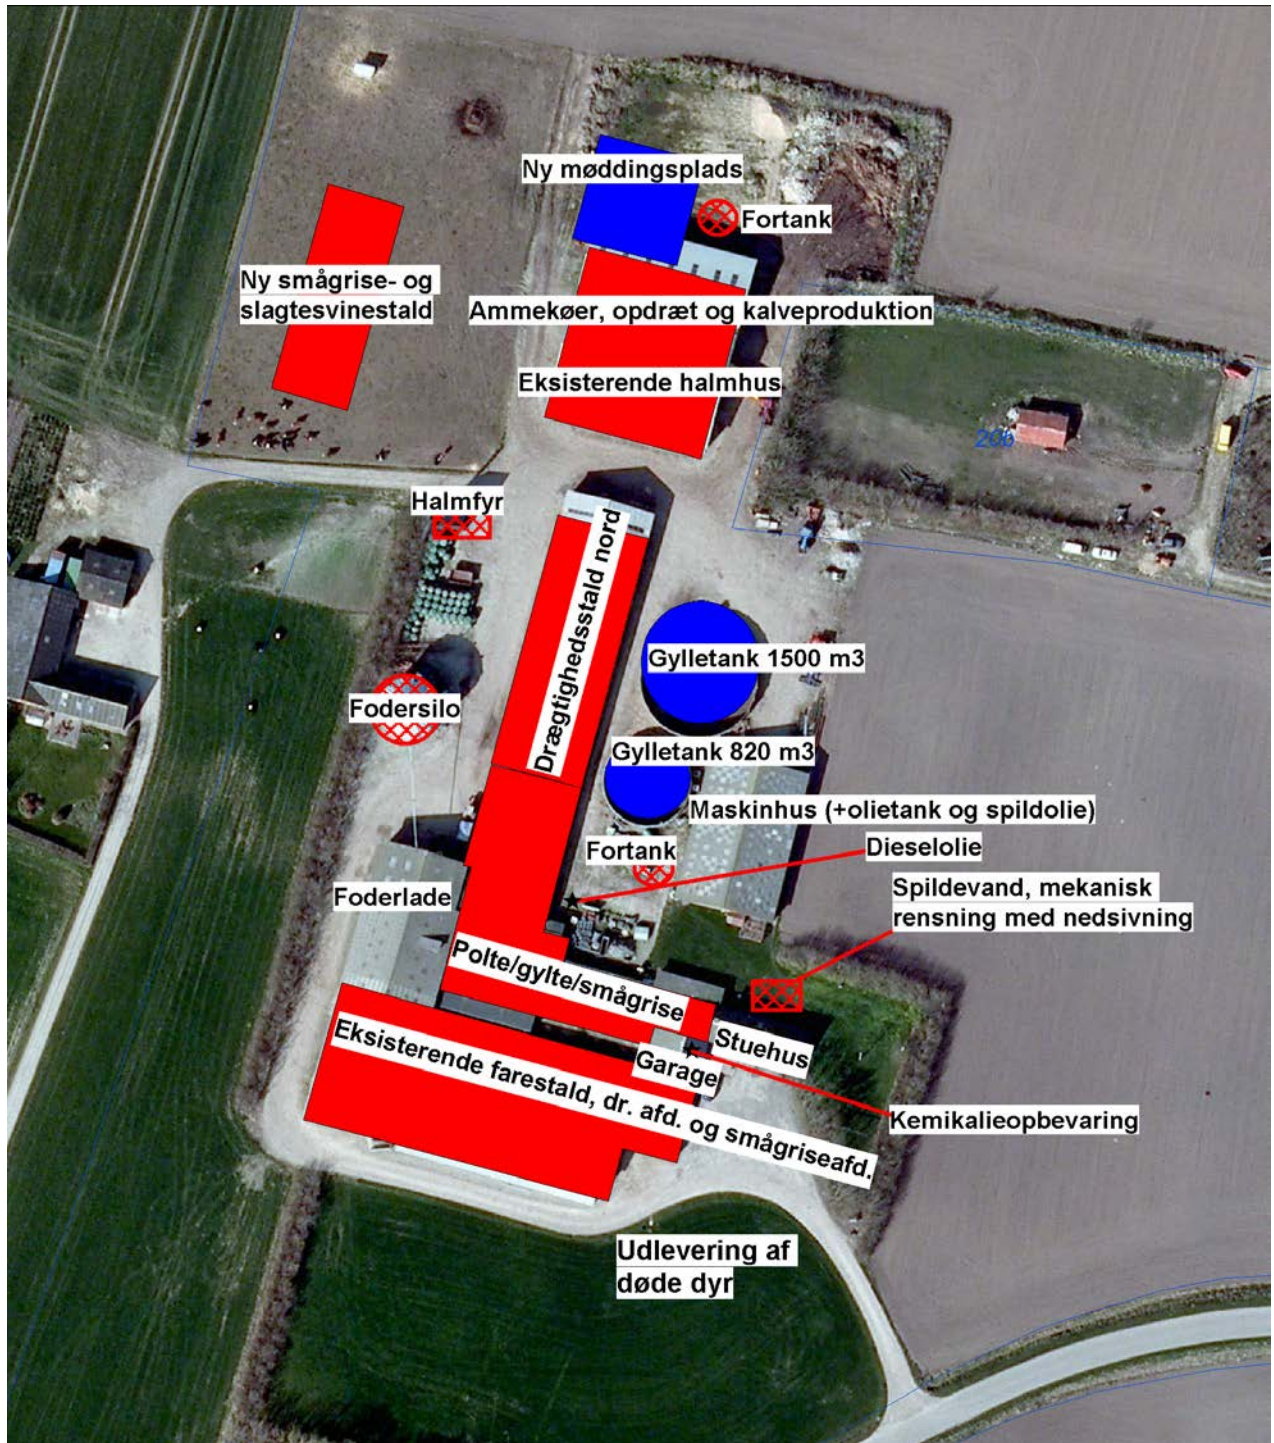 Ny møddingsplads
Fortank
Ny smågrise- og
slagtesvinestald
Ammekøer, opdræt og kalveproduktion
Eksisterende halmhus
20b
Halmfyr
Drægtighedsstald nord
Gylletank 1500 m3
Fodersilo
Gylletank 820 m3
Maskinhus (+olietank og spildolie)
Fortank
Dieselolie
Foderlade
Spildevand, mekanisk
rensning med nedsivning
Polte/gylte/smågrise
Stuehus
Garage
Eksisterende farestald, dr. afd. og smågriseafd.
Kemikalieopbevaring
Udlevering af
døde dyr